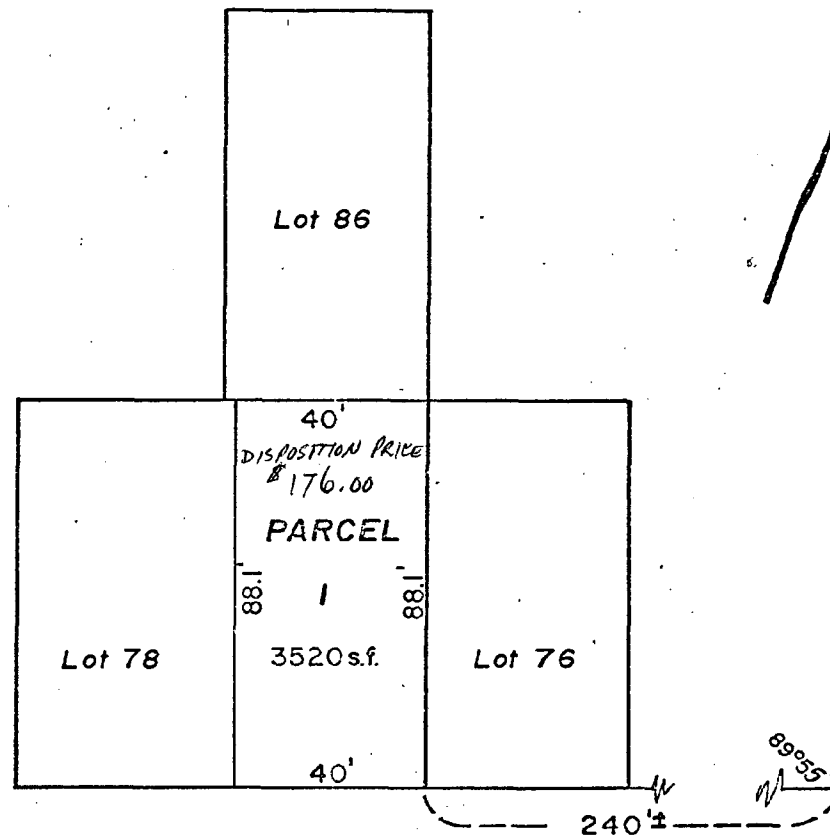 Lot 86
40'
DISPOSITION PRICE
$176.00
PARCEL
1
88.1'
88.1'
3520 s.f.
Lot 78
Lot 76
40'
89°55'
240'±